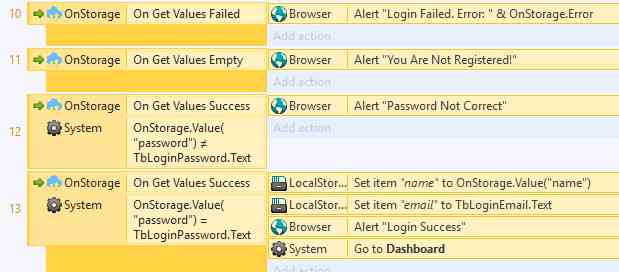 10 OnStorage On Get Values Failed Browser Alert "Login Failed. Error: " & OnStorage.Error
Add action
11 OnStorage On Get Values Empty Browser Alert "You Are Not Registered!"
Add action
OnStorage On Get Values Success Browser Alert "Password Not Correct"
12 System OnStorage.Value( Add action
"password") ≠
TbLoginPassword.Text
OnStorage On Get Values Success LocalStor... Set item "name" to OnStorage.Value("name")
13 System OnStorage.Value( LocalStor... Set item "email" to TbLoginEmail.Text
"password") = Browser Alert "Login Success"
TbLoginPassword.Text System Go to Dashboard